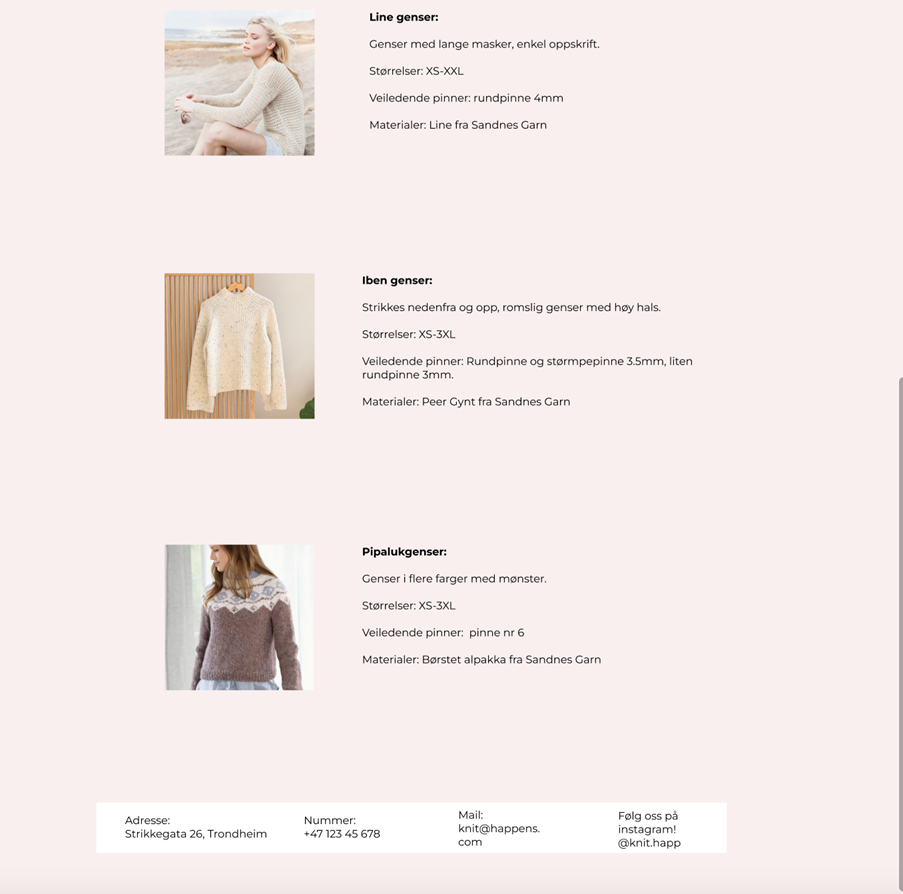 Line genser:
Genser med lange masker, enkel oppskrift.
Størrelser: XS-XXL
Veiledende pinner: rundpinne 4mm
Materialer: Line fra Sandnes Garn
Iben genser:
Strikkes nedenfra og opp, romslig genser med høy hals.
Størrelser: XS-3XL
Veiledende pinner: Rundpinne og størmpepinne 3.5mm, liten
rundpinne 3mm.
Materialer: Peer Gynt fra Sandnes Garn
Pipalukgenser:
Genser i flere farger med mønster.
Størrelser: XS-3XL
Veiledende pinner:  pinne nr 6
Materialer: Børstet alpakka fra Sandnes Garn
Adresse:
Strikkegata 26, Trondheim
Nummer:
+47 123 45 678
Mail:
knit@happens.
com
Følg oss på
instagram!
@knit.happ